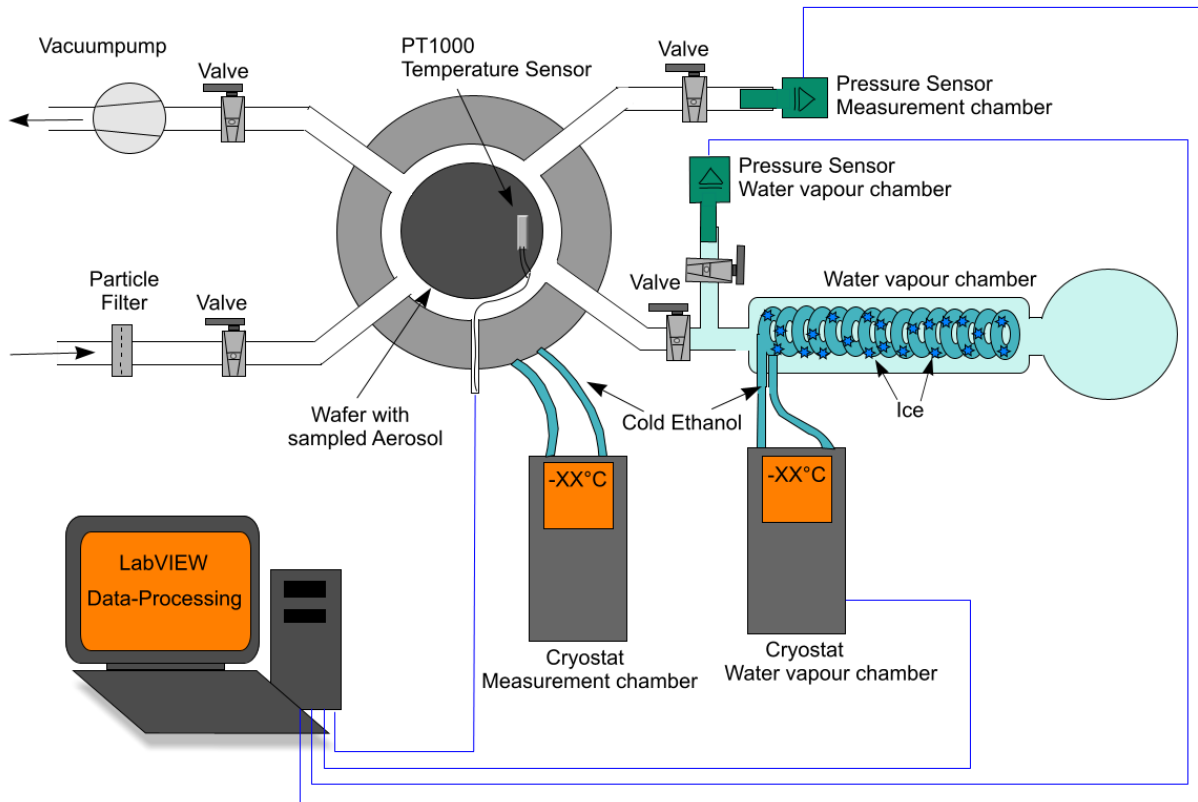 Vacuumpump
Valve
PT1000
Temperature Sensor
Valve
Pressure Sensor
Measurement chamber
Pressure Sensor
Water vapour chamber
Particle
Filter
Valve
Valve
Water vapour chamber
Wafer with
sampled Aerosol
Cold Ethanol
Ice
-XX°C
-XX°C
LabVIEW
Data-Processing
Cryostat
Measurement chamber
Cryostat
Water vapour chamber